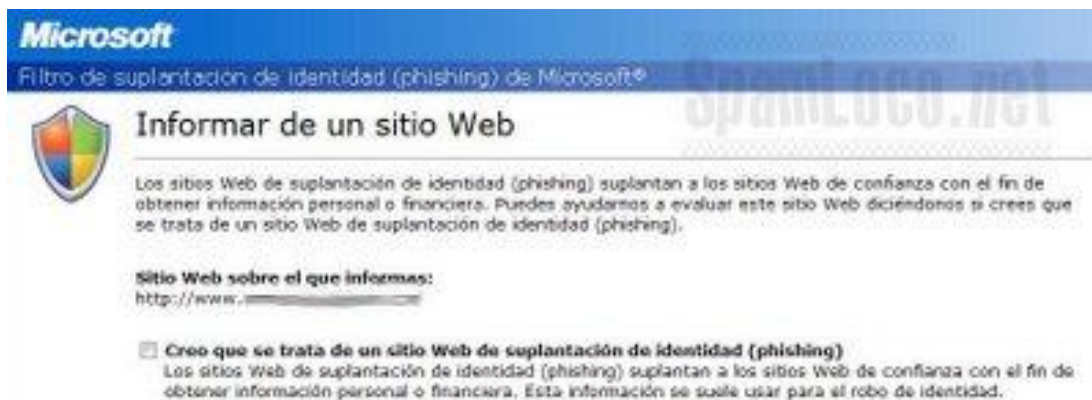 Microsoft
Filtro de suplantación de identidad (phishing) de Microsoft®
SpamLoco.net
Informar de un sitio Web
Los sitios Web de suplantación de identidad (phishing) suplantan a los sitios Web de confianza con el fin de
obtener información personal o financiera. Puedes ayudarnos a evaluar este sitio Web diciéndonos si crees que
se trata de un sitio Web de suplantación de identidad (phishing).
Sitio Web sobre el que informas:
http://www.
Creo que se trata de un sitio Web de suplantación de identidad (phishing)
Los sitios Web de suplantación de identidad (phishing) suplantan a los sitios Web de confianza con el fin de
obtener información personal o financiera. Esta información se suele usar para el robo de identidad.